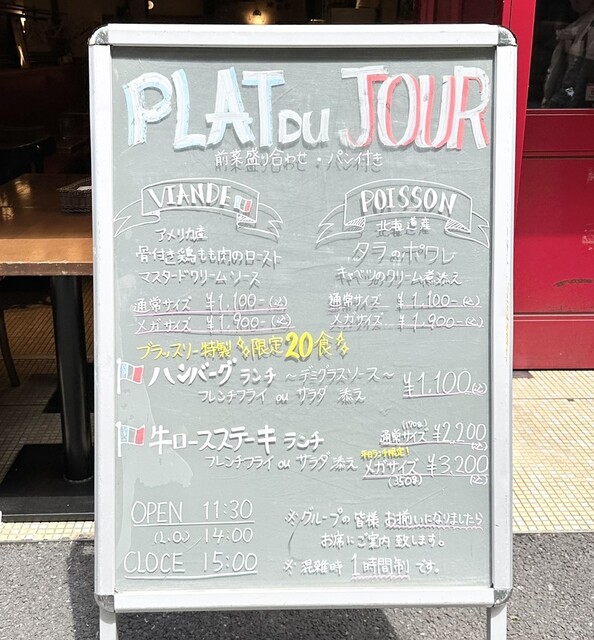 PLAT DU JOUR
前菜盛り合わせ・パン付き
VIANDE
アメリカ産
骨付き鶏もも肉のロースト
マスタードクリームソース
通常サイズ ¥1,100-(込)
メガサイズ ¥1,900-(込)
POISSON
北海道産
タラのポワレ
キャベツのクリーム煮添え
通常サイズ ¥1,100-(込)
メガサイズ ¥1,900-(込)
ブラッスリー特製 限定20食
ハンバーグ ランチ 〜デミグラスソース〜 ¥1,100(込)
フレンチフライ ou サラダ 添え
牛ロースステーキ ランチ
フレンチフライ ou サラダ 添え
(170g)
通常サイズ ¥2,200(込)
平日ランチ限定!
メガサイズ ¥3,200(込)
(350g)
OPEN 11:30
(L.O.) 14:00
CLOCE 15:00
※グループの皆様 お揃いになりましたら
お席にご案内致します。
※混雑時 1時間制です。